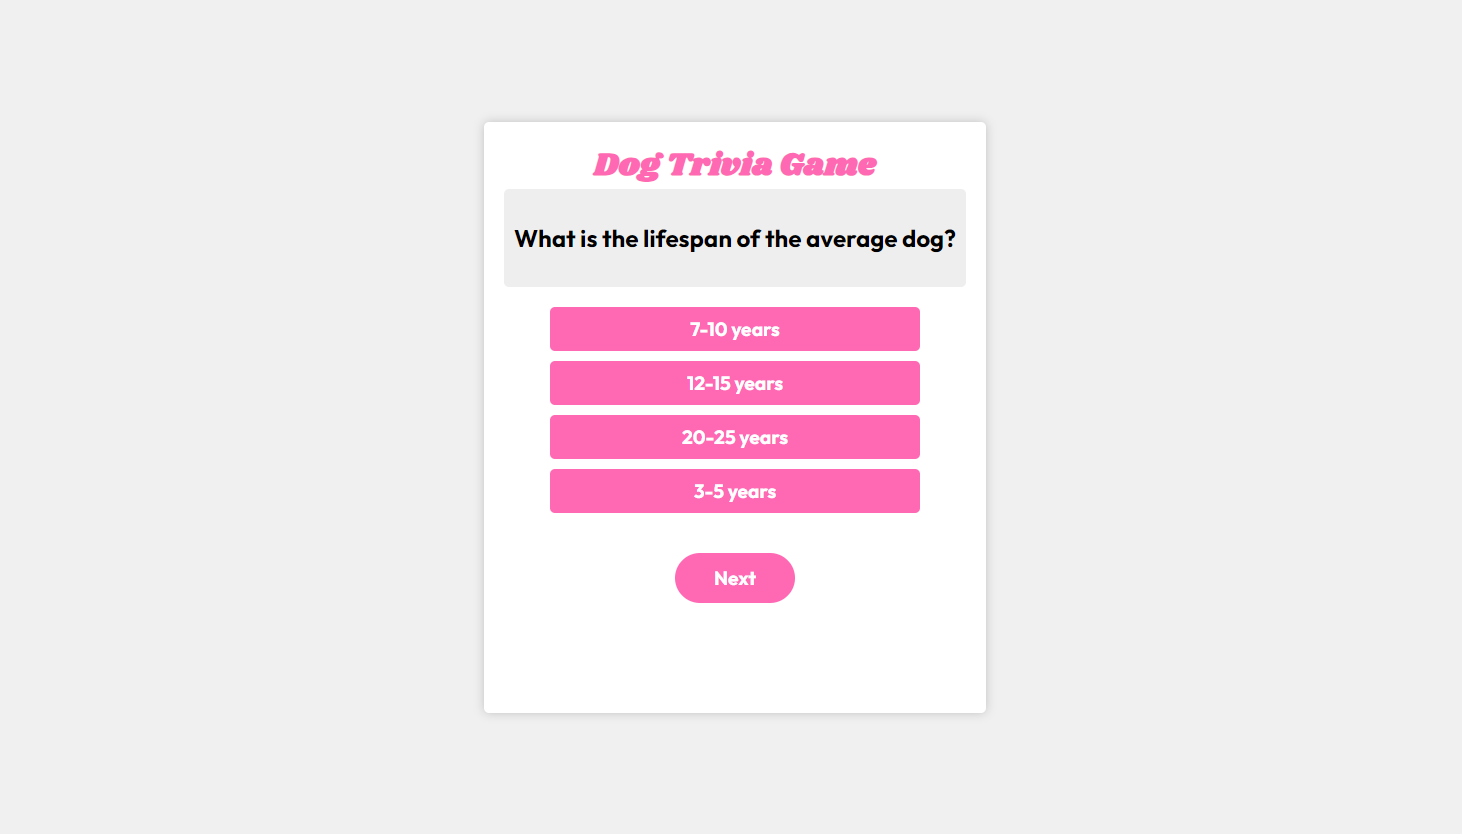 Dog Trivia Game
What is the lifespan of the average dog?
7-10 years
12-15 years
20-25 years
3-5 years
Next